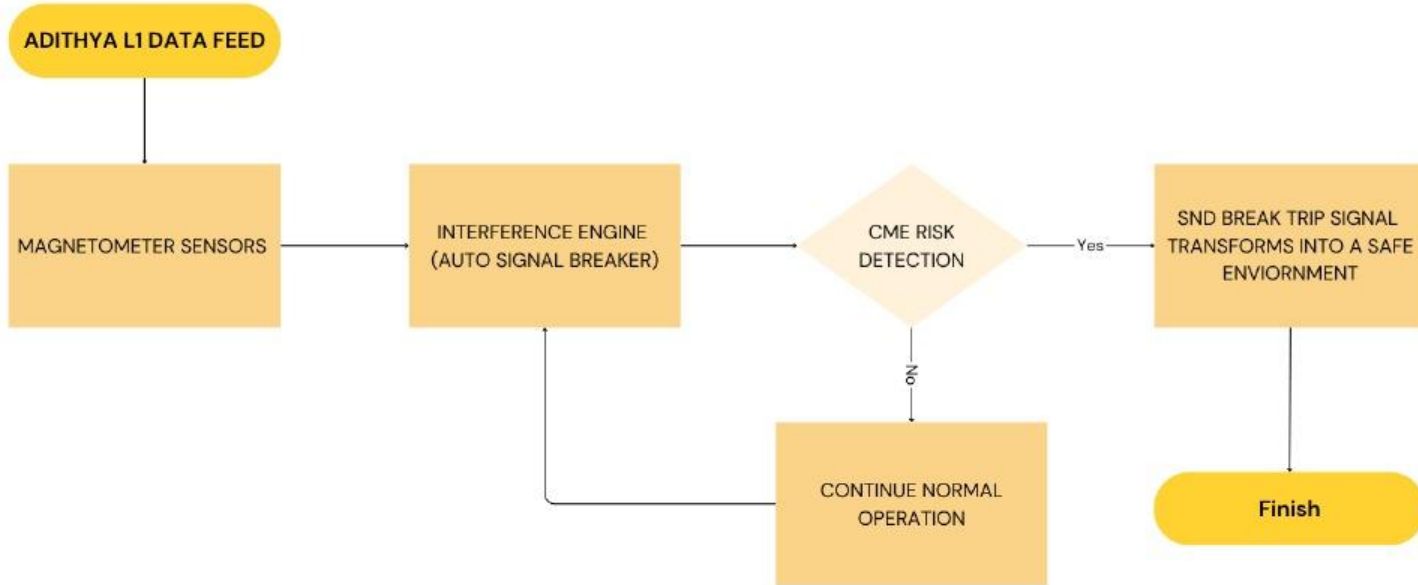 ADITHYA L1 DATA FEED
MAGNETOMETER SENSORS
INTERFERENCE ENGINE
(AUTO SIGNAL BREAKER)
CME RISK
DETECTION
Yes
SND BREAK TRIP SIGNAL
TRANSFORMS INTO A SAFE
ENVIORNMENT
No
CONTINUE NORMAL
OPERATION
Finish